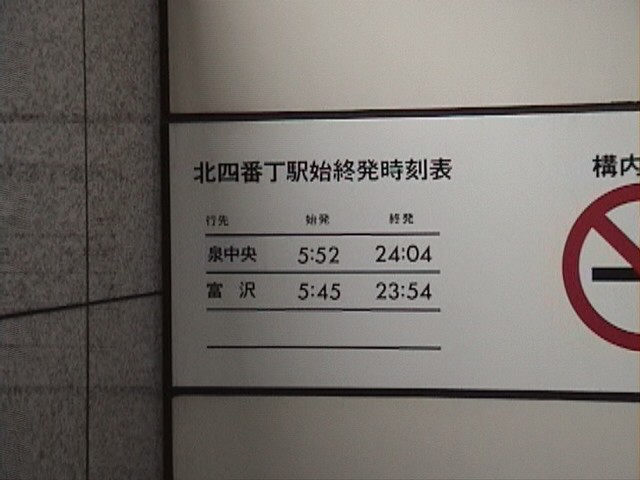 北四番丁駅始終発時刻表
行先 始発 終発
泉中央 5:52 24:04
富 沢 5:45 23:54
構内